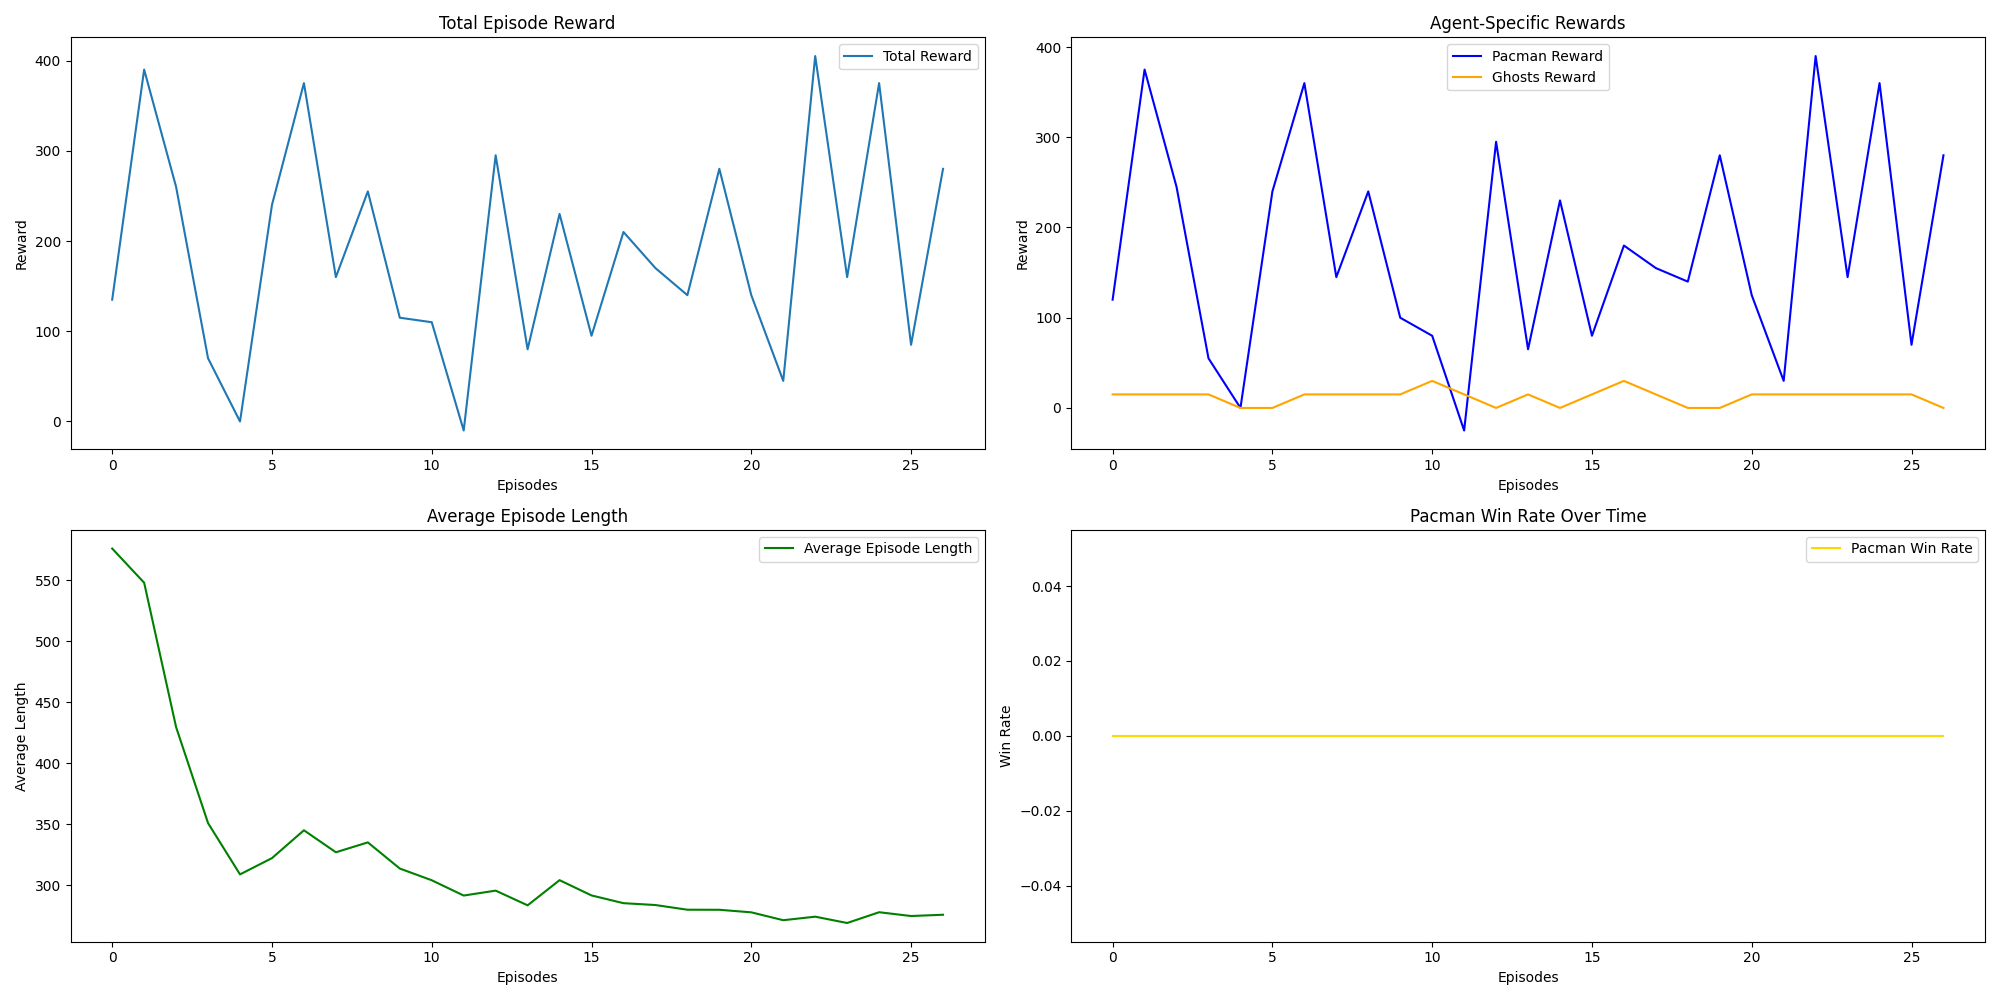 Total Episode Reward
Total Reward
400
300
200
100
0
Reward
0 5 10 15 20 25
Episodes
Agent-Specific Rewards
Pacman Reward
Ghosts Reward
400
300
200
100
0
Reward
0 5 10 15 20 25
Episodes
Average Episode Length
Average Episode Length
550
500
450
400
350
300
Average Length
0 5 10 15 20 25
Episodes
Pacman Win Rate Over Time
Pacman Win Rate
0.04
0.02
0.00
−0.02
−0.04
Win Rate
0 5 10 15 20 25
Episodes